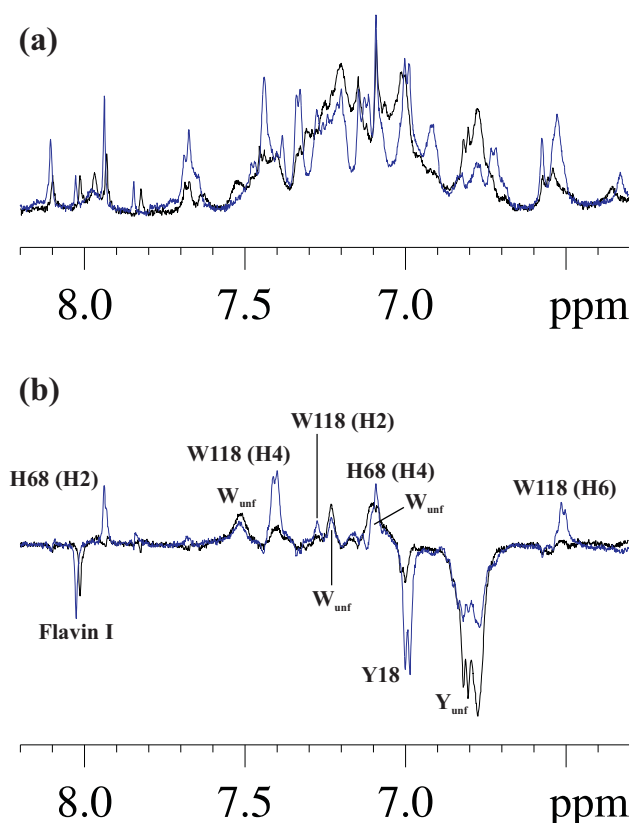 (a)
8.0 7.5 7.0 ppm
(b)
W118 (H2)
W118 (H4)
H68 (H4)
H68 (H2)
W118 (H6)
Wunf
Wunf
Wunf
Flavin I
Y18
Yunf
8.0 7.5 7.0 ppm